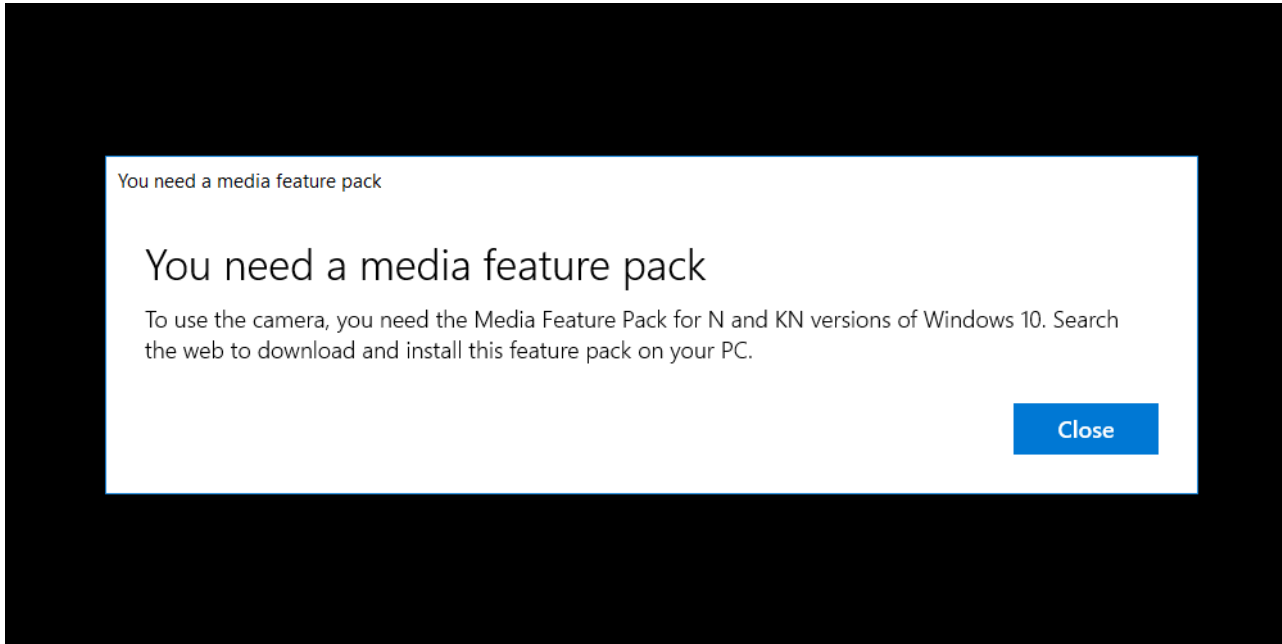 You need a media feature pack
You need a media feature pack
To use the camera, you need the Media Feature Pack for N and KN versions of Windows 10. Search
the web to download and install this feature pack on your PC.
Close